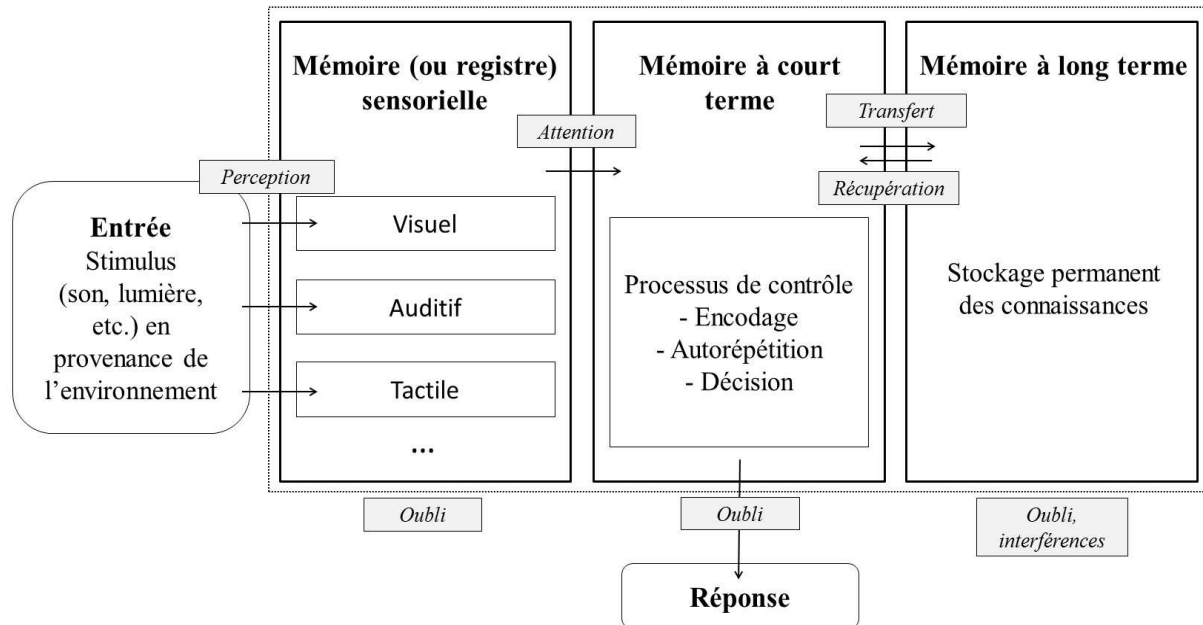 Mémoire (ou registre)
sensorielle
Mémoire à court
terme
Mémoire à long terme
Attention
Transfert
Récupération
Perception
Entrée
Stimulus
(son, lumière,
etc.) en
provenance de
l’environnement
Visuel
Auditif
Tactile
...
Processus de contrôle
- Encodage
- Autorépétition
- Décision
Stockage permanent
des connaissances
Oubli
Oubli
Oubli,
interférences
Réponse